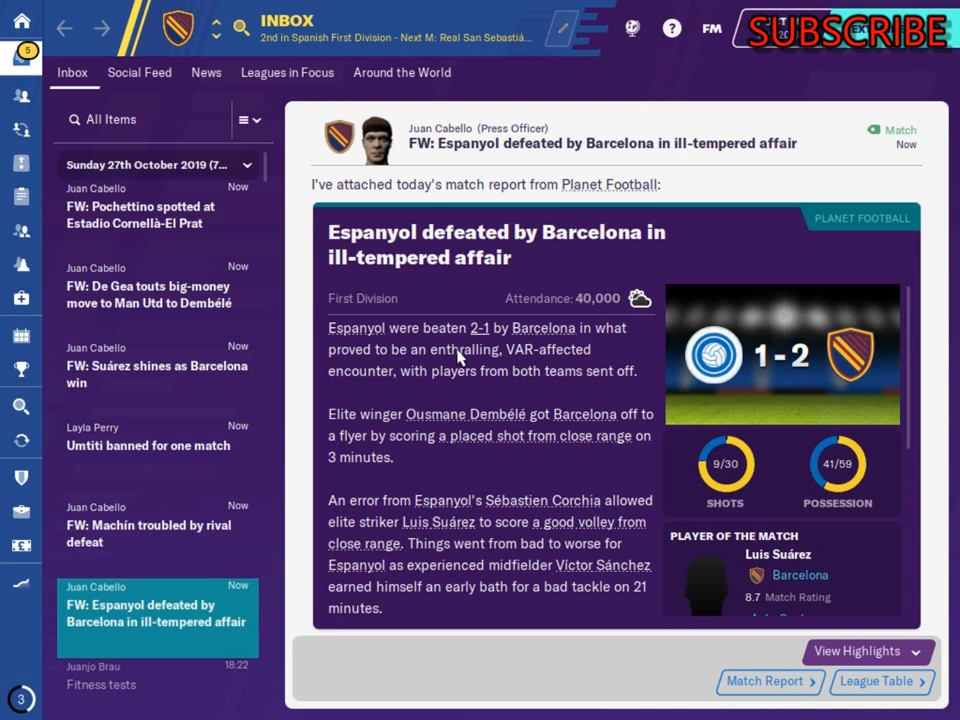 INBOX
2nd in Spanish First Division - Next M: Real San Sebastiá...
FM
SUBSCRIBE
5
Inbox
Social Feed
News
Leagues in Focus
Around the World
All Items
Sunday 27th October 2019 (7...
Juan Cabello
Now
FW: Pochettino spotted at
Estadio Cornellà-El Prat
Juan Cabello
Now
FW: De Gea touts big-money
move to Man Utd to Dembélé
Juan Cabello
Now
FW: Suárez shines as Barcelona
win
Layla Perry
Now
Umtiti banned for one match
Juan Cabello
Now
FW: Machín troubled by rival
defeat
Juan Cabello
Now
FW: Espanyol defeated by
Barcelona in ill-tempered affair
Juanjo Brau
18:22
Fitness tests
3
Juan Cabello (Press Officer)
FW: Espanyol defeated by Barcelona in ill-tempered affair
Match
Now
I've attached today's match report from Planet Football:
PLANET FOOTBALL
Espanyol defeated by Barcelona in
ill-tempered affair
First Division
Attendance: 40,000
Espanyol were beaten 2-1 by Barcelona in what
proved to be an enthralling, VAR-affected
encounter, with players from both teams sent off.
Elite winger Ousmane Dembélé got Barcelona off to
a flyer by scoring a placed shot from close range on
3 minutes.
An error from Espanyol's Sébastien Corchia allowed
elite striker Luis Suárez to score a good volley from
close range. Things went from bad to worse for
Espanyol as experienced midfielder Víctor Sánchez
earned himself an early bath for a bad tackle on 21
minutes.
1 - 2
9/30
SHOTS
41/59
POSSESSION
PLAYER OF THE MATCH
Luis Suárez
Barcelona
8.7 Match Rating
View Highlights
Match Report
League Table